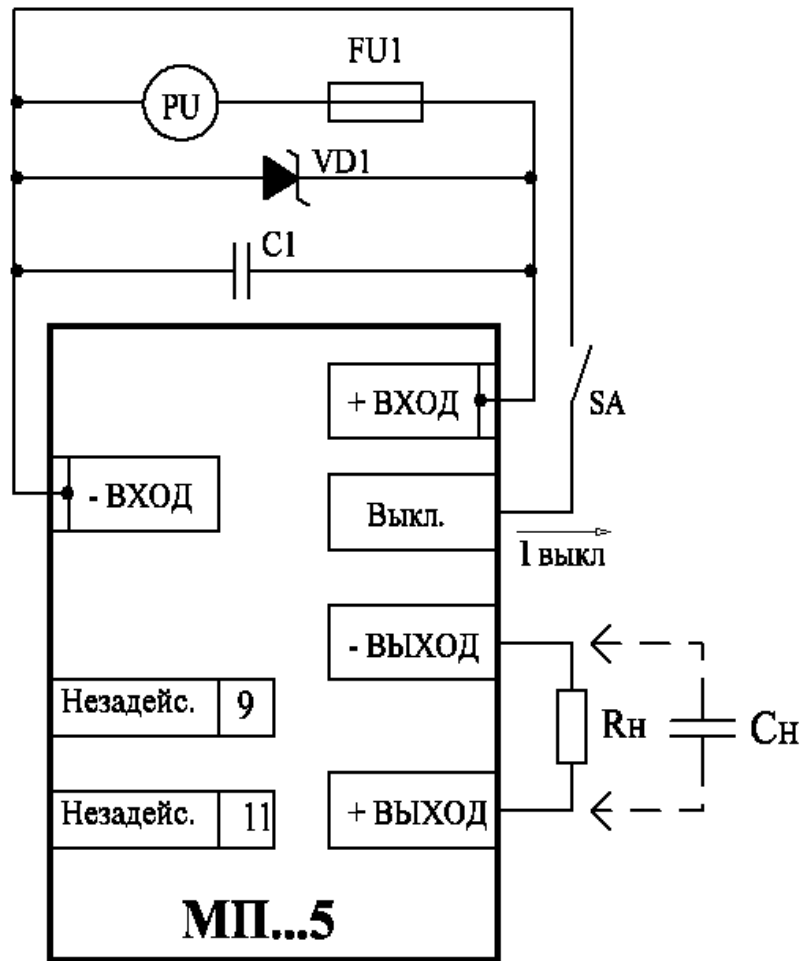 FU1
PU
VD1
C1
+ ВХОД
SA
- ВХОД
Выкл.
I выкл
- ВЫХОД
Незадейс. 9
Rн
Cн
Незадейс. 11
+ ВЫХОД
МП...5